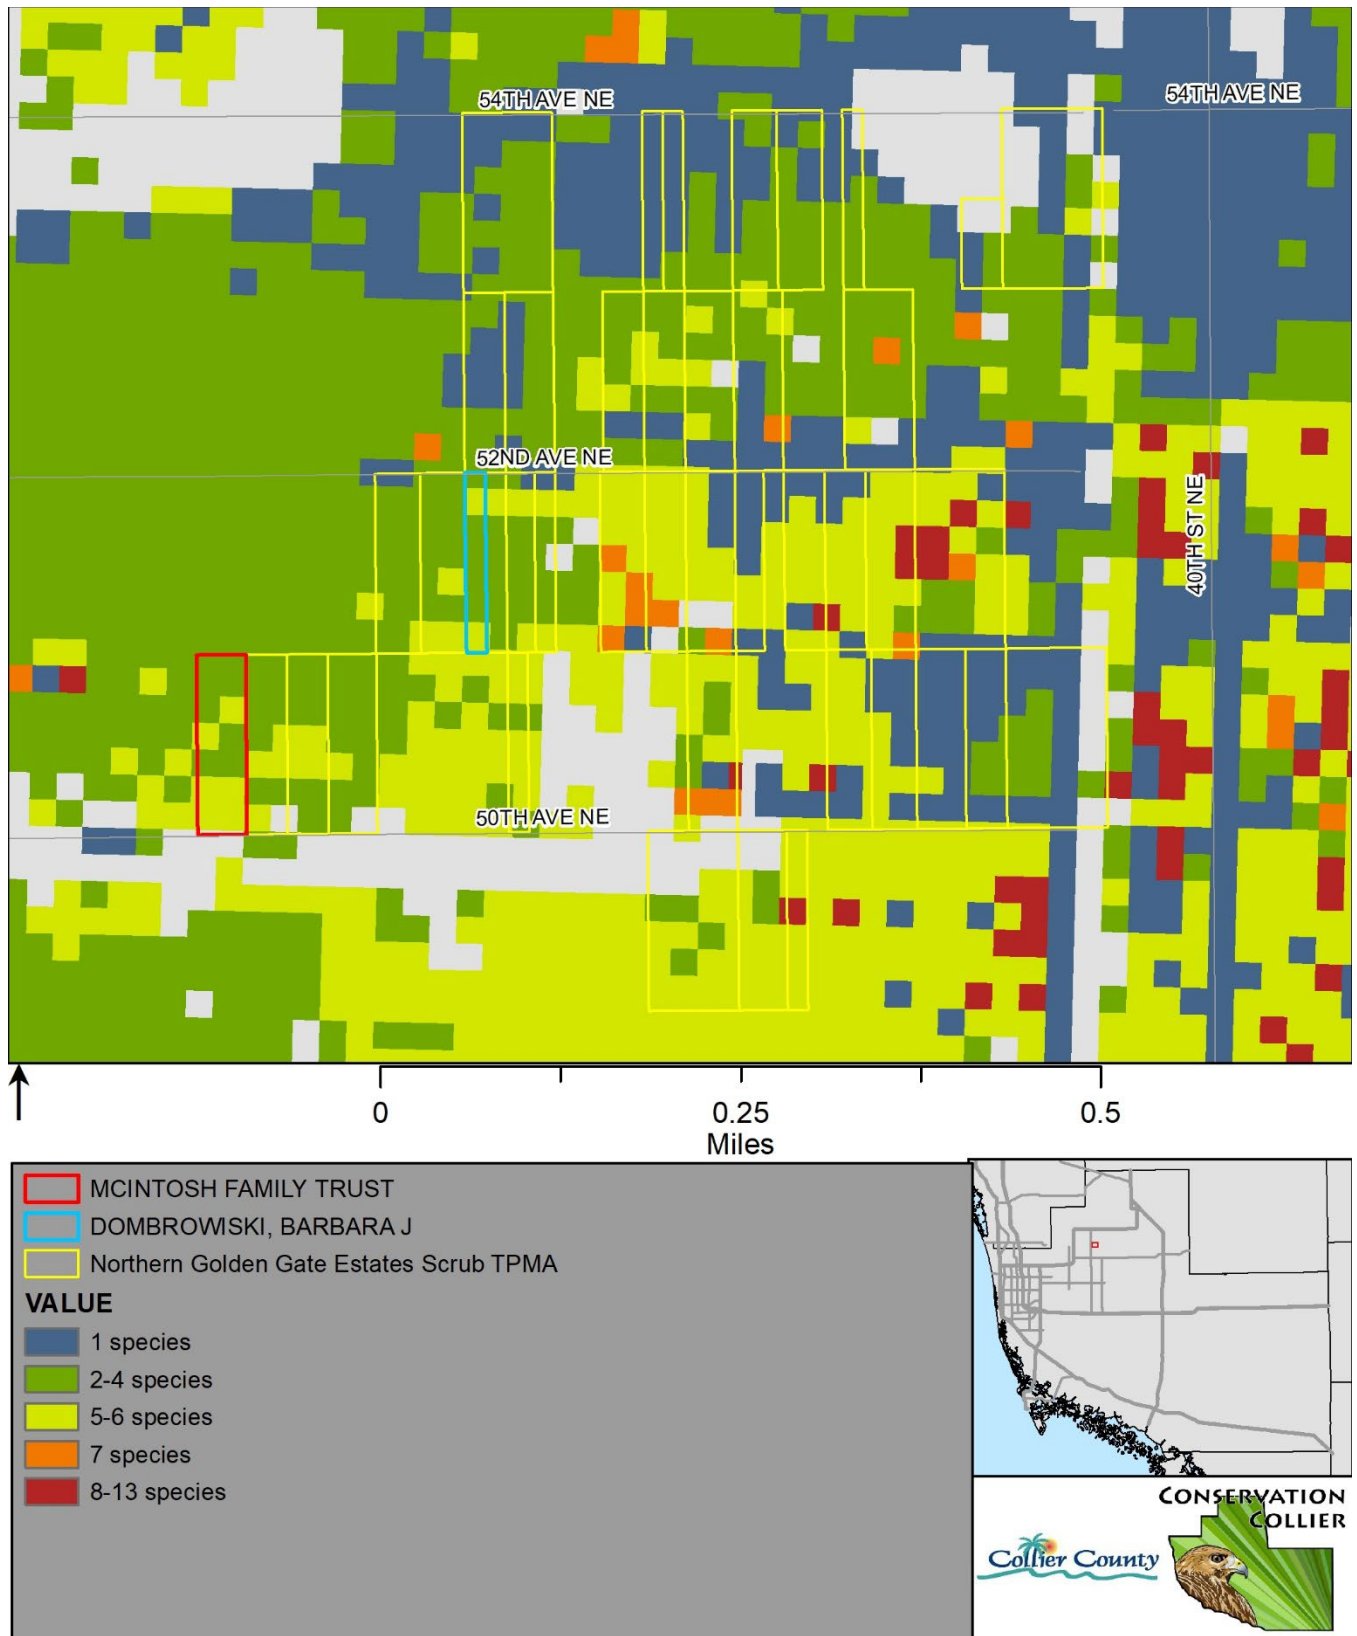 54TH AVE NE
54TH AVE NE
52ND AVE NE
40TH ST NE
50TH AVE NE
0
0.25
0.5
Miles
MCINTOSH FAMILY TRUST
DOMBROWISKI, BARBARA J
Northern Golden Gate Estates Scrub TPMA
VALUE
1 species
2-4 species
5-6 species
7 species
8-13 species
CONSERVATION
COLLIER
Collier County